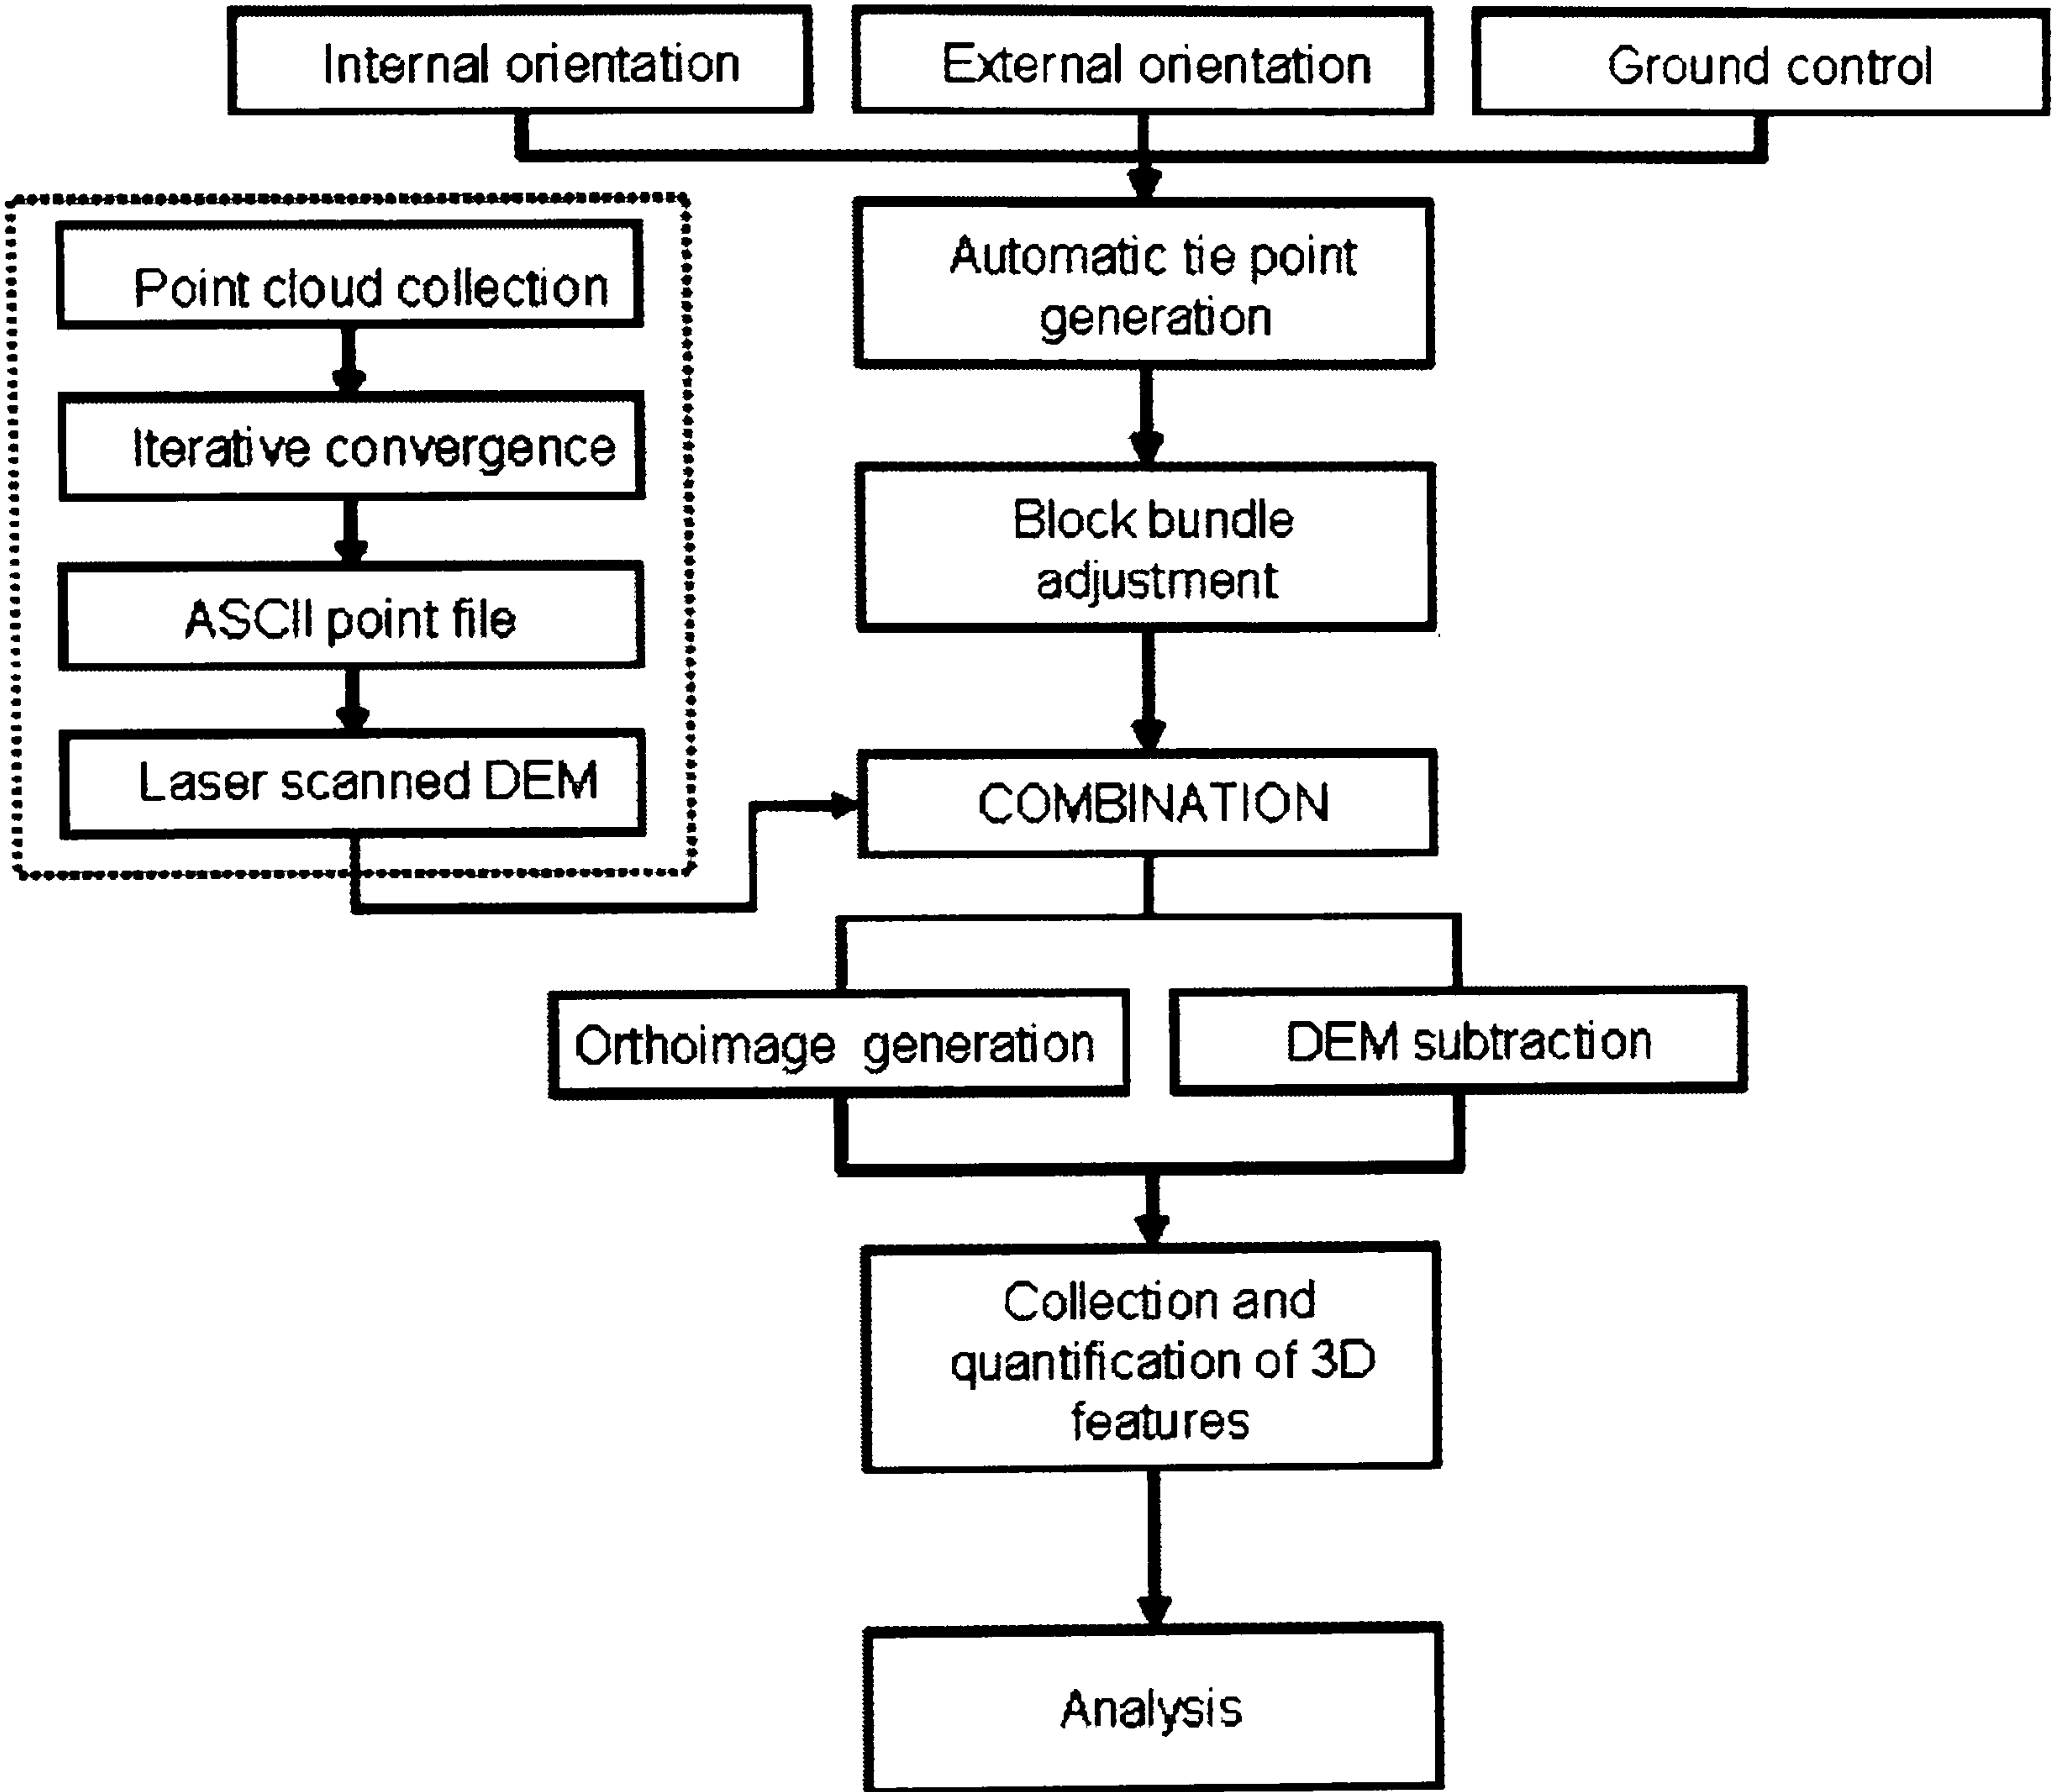 Internal orientation
External orientation
Ground control
Point cloud collection
Iterative convergence
ASCII point file
Laser scanned DEM
Automatic tie point
generation
Block bundle
adjustment
COMBINATION
Orthoimage generation
DEM subtraction
Collection and
quantification of 3D
features
Analysis